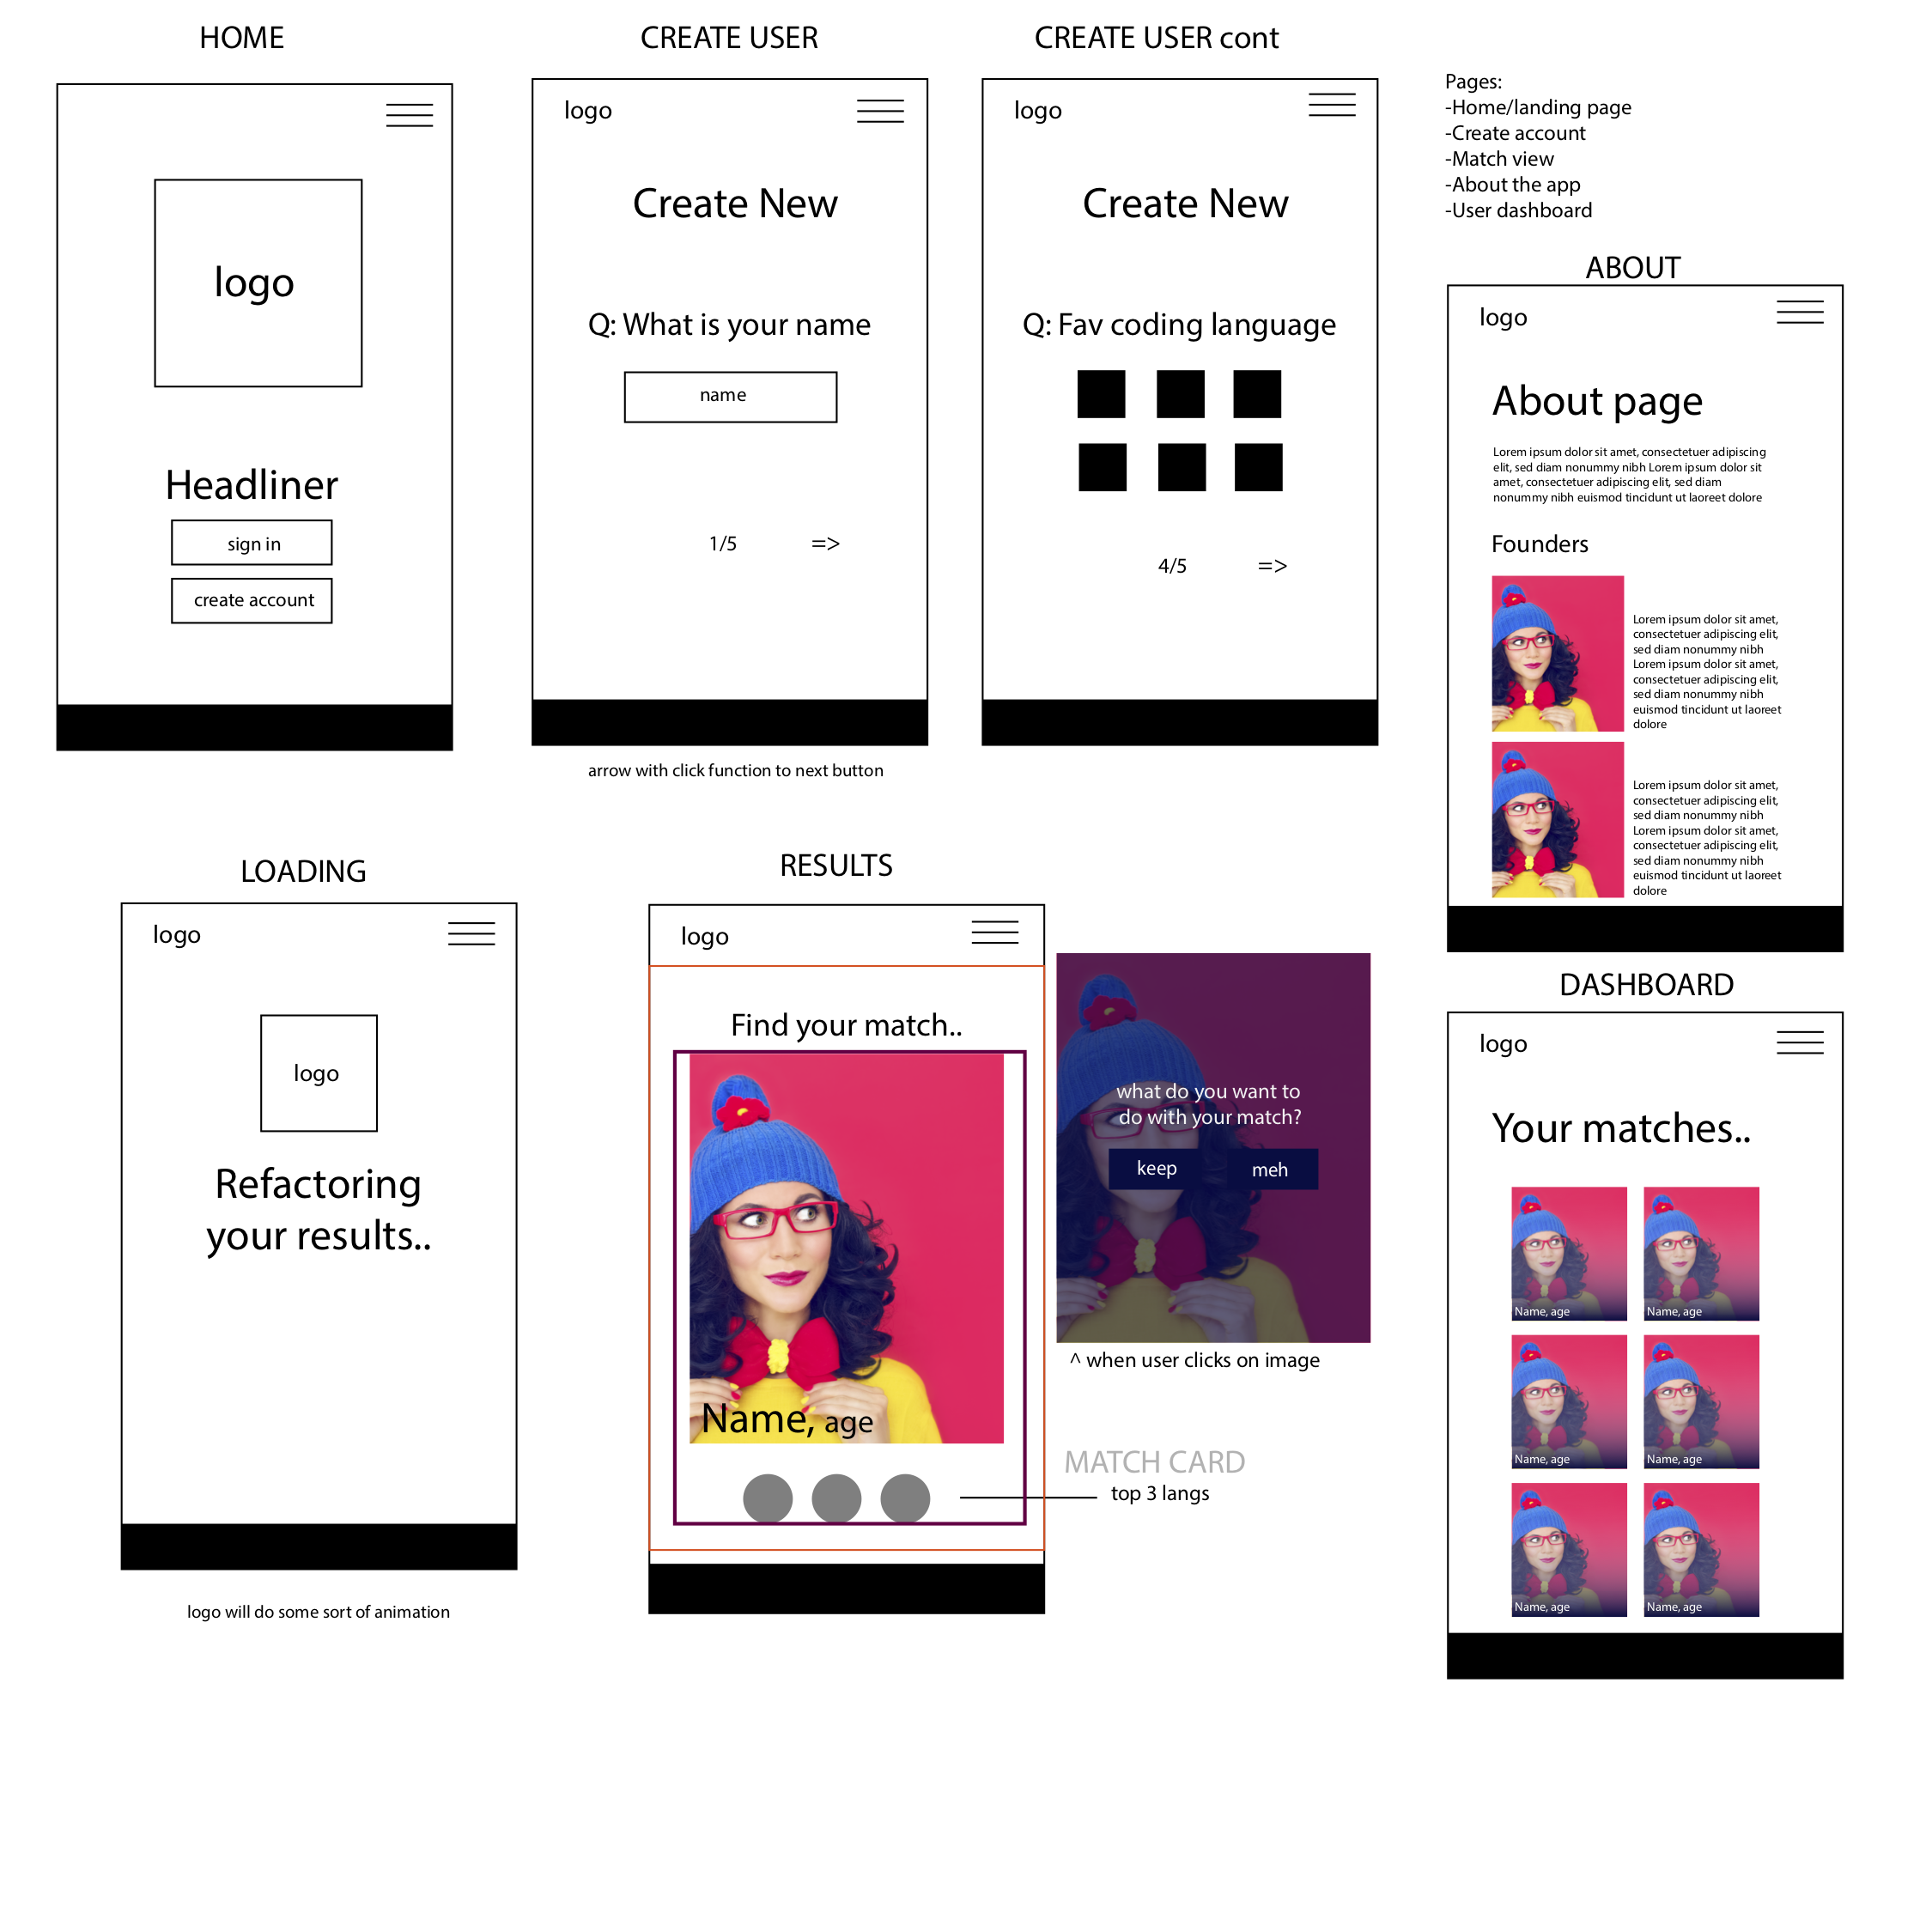 HOME
logo
Headliner
sign in
create account
CREATE USER
logo
Create New
Q: What is your name
name
1/5 =>
arrow with click function to next button
CREATE USER cont
logo
Create New
Q: Fav coding language
4/5 =>
Pages:
-Home/landing page
-Create account
-Match view
-About the app
-User dashboard
ABOUT
logo
About page
Lorem ipsum dolor sit amet, consectetuer adipiscing
elit, sed diam nonummy nibh Lorem ipsum dolor sit
amet, consectetuer adipiscing elit, sed diam
nonummy nibh euismod tincidunt ut laoreet dolore
Founders
Lorem ipsum dolor sit amet,
consectetuer adipiscing elit,
sed diam nonummy nibh
Lorem ipsum dolor sit amet,
consectetuer adipiscing elit,
sed diam nonummy nibh
euismod tincidunt ut laoreet
dolore
Lorem ipsum dolor sit amet,
consectetuer adipiscing elit,
sed diam nonummy nibh
Lorem ipsum dolor sit amet,
consectetuer adipiscing elit,
sed diam nonummy nibh
euismod tincidunt ut laoreet
dolore
LOADING
logo
logo
Refactoring
your results..
logo will do some sort of animation
RESULTS
logo
Find your match..
Name, age
what do you want to
do with your match?
keep
meh
^ when user clicks on image
MATCH CARD
top 3 langs
DASHBOARD
logo
Your matches..
Name, age
Name, age
Name, age
Name, age
Name, age
Name, age